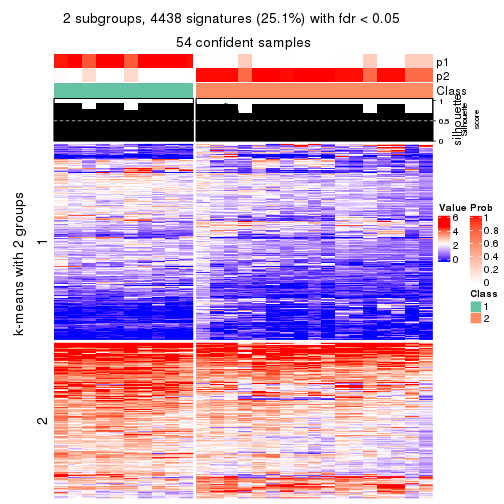 2 subgroups, 4438 signatures (25.1%) with fdr < 0.05
54 confident samples
p1
p2
Class
silhouette
Silhouette
score
1
0.5
0
k-means with 2 groups
1
2
Value
6
4
2
0
Prob
1
0.8
0.6
0.4
0.2
0
Class
1
2